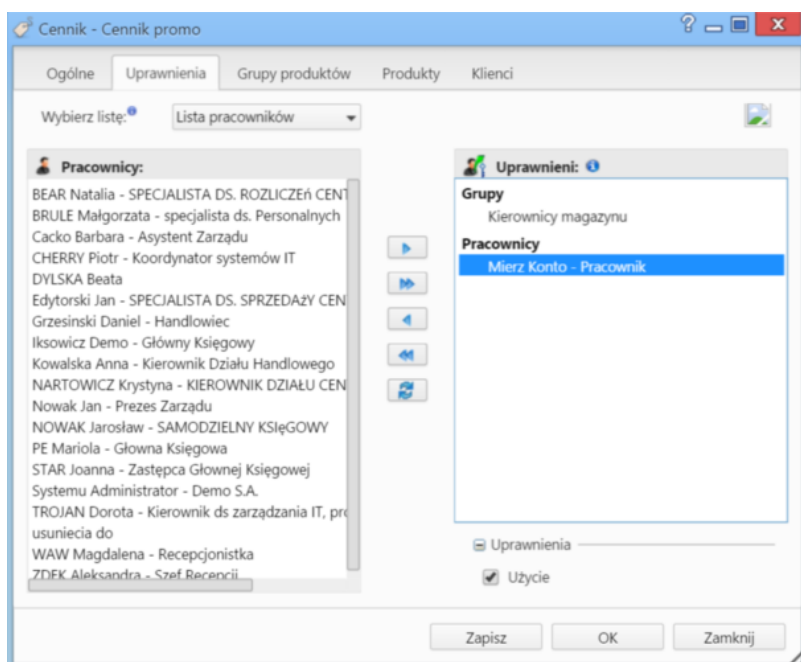 Cennik - Cennik promo
Ogólne Uprawnienia Grupy produktów Produkty Klienci
Wybierz listę: Lista pracowników
Pracownicy:
BEAR Natalia - SPECJALISTA DS. ROZLICZEń CENT
BRULE Małgorzata - specjalista ds. Personalnych
Cacko Barbara - Asystent Zarządu
CHERRY Piotr - Koordynator systemów IT
DYLSKA Beata
Edytorski Jan - SPECJALISTA DS. SPRZEDAżY CEN
Grzesinski Daniel - Handlowiec
Iksowicz Demo - Główny Księgowy
Kowalska Anna - Kierownik Działu Handlowego
NARTOWICZ Krystyna - KIEROWNIK DZIAŁU CEN
Nowak Jan - Prezes Zarządu
NOWAK Jarosław - SAMODZIELNY KSIęGOWY
PE Mariola - Głowna Księgowa
STAR Joanna - Zastępca Głownej Księgowej
Systemu Administrator - Demo S.A.
TROJAN Dorota - Kierownik ds zarządzania IT, pro
usuniecia do
WAW Magdalena - Recepcjonistka
ZDEK Aleksandra - Szef Recepcji
Uprawnieni:
Grupy
Kierownicy magazynu
Pracownicy
Mierz Konto - Pracownik
Uprawnienia
Użycie
Zapisz OK Zamknij